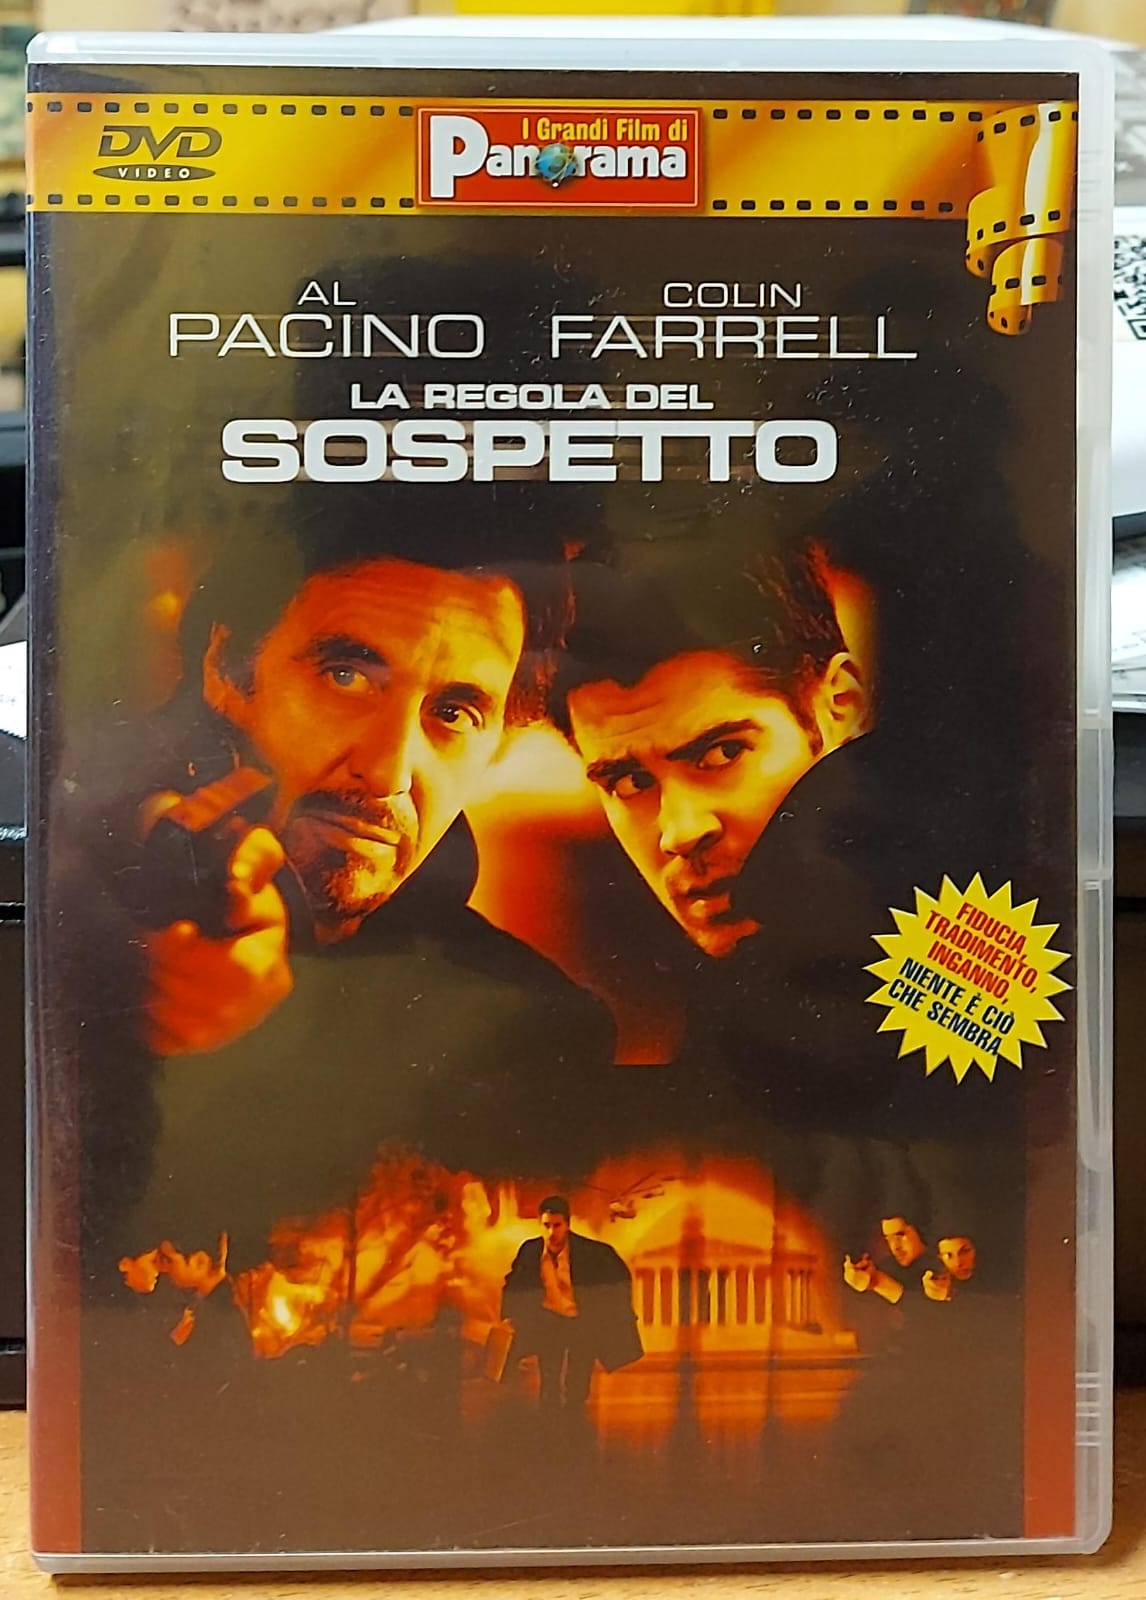 DVD
VIDEO
I Grandi Film di
Panorama
AL
PACINO
COLIN
FARRELL
LA REGOLA DEL
SOSPETTO
FIDUCIA,
TRADIMENTO,
INGANNO,
NIENTE È CIÒ
CHE SEMBRA